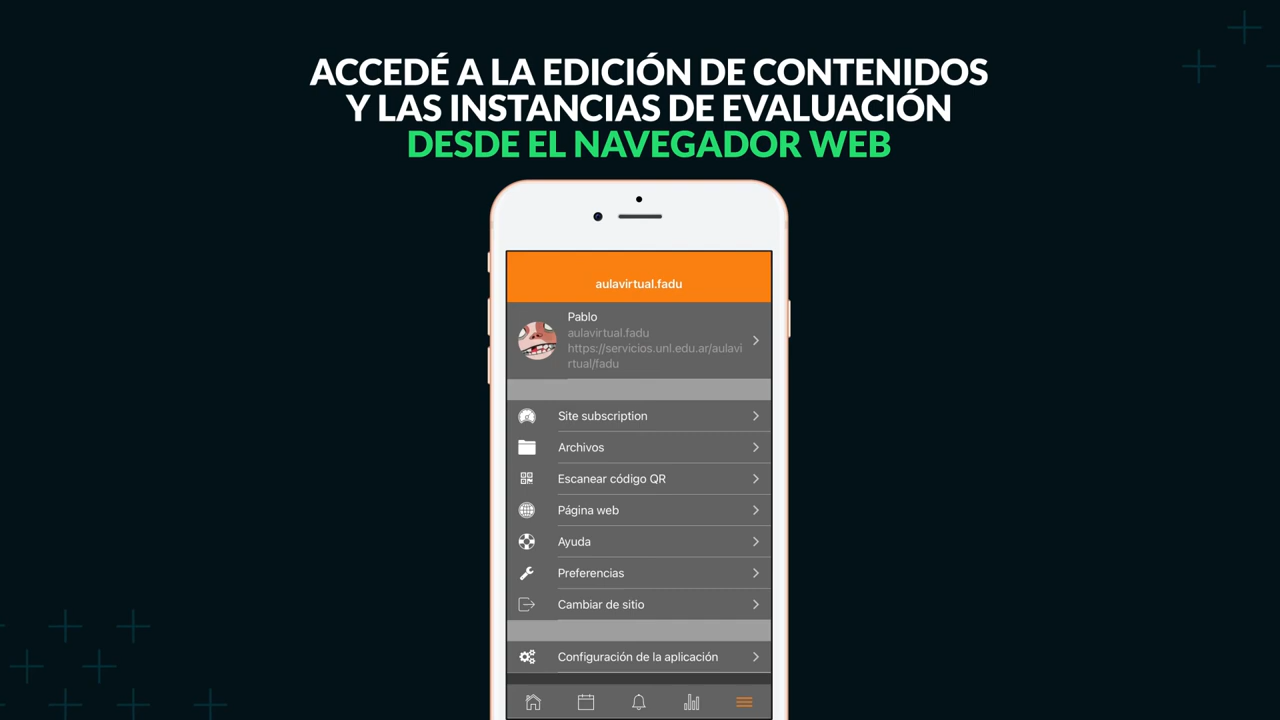 ACCEDÉ A LA EDICIÓN DE CONTENIDOS
Y LAS INSTANCIAS DE EVALUACIÓN
DESDE EL NAVEGADOR WEB
aulavirtual.fadu
Pablo
aulavirtual.fadu
https://servicios.unl.edu.ar/aulavi
rtual/fadu
Site subscription
Archivos
Escanear código QR
Página web
Ayuda
Preferencias
Cambiar de sitio
Configuración de la aplicación